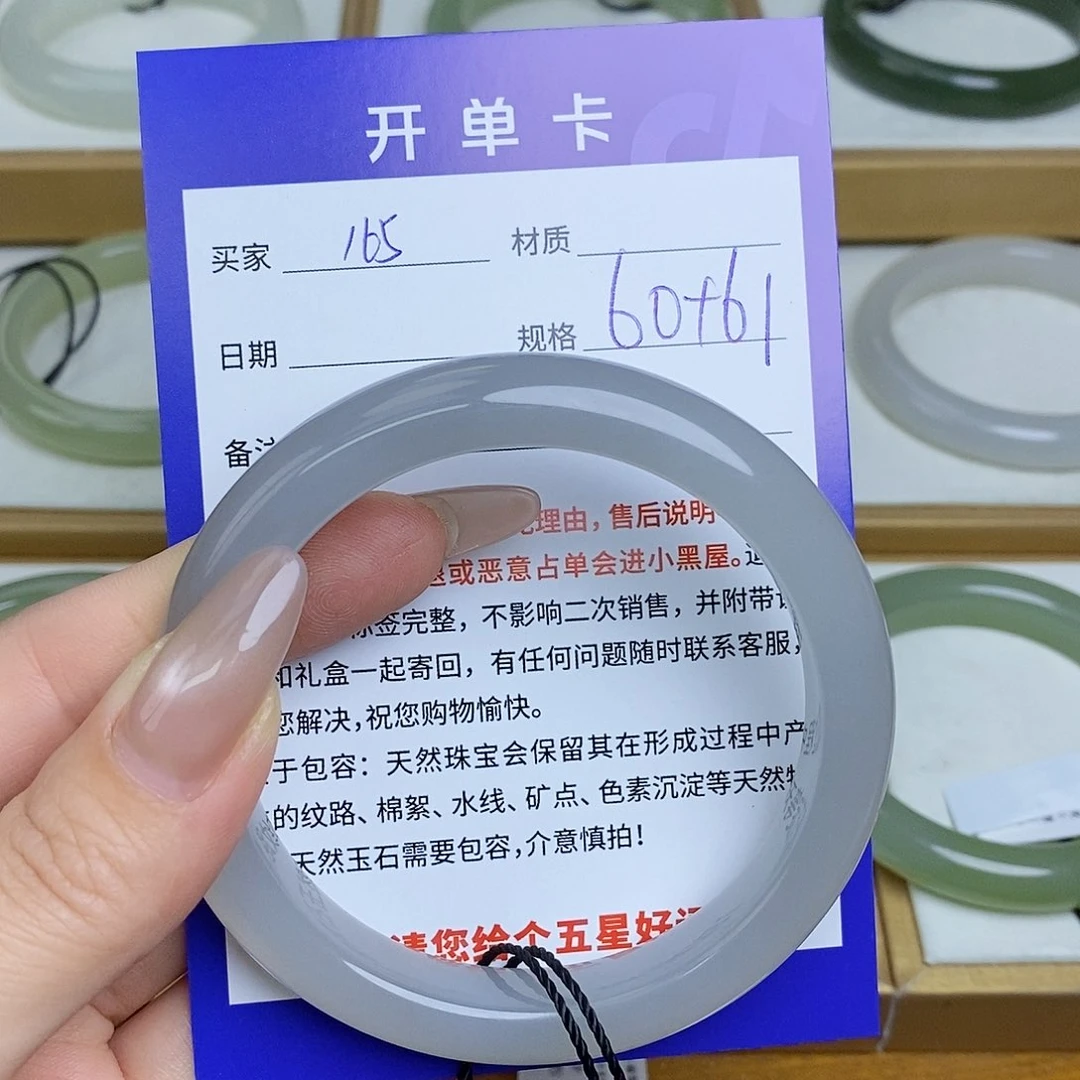 开单卡
买家 165 材质
日期 规格 60+61
备
理由,售后说明
或恶意占单会进小黑屋。
标签完整,不影响二次销售,并附带
和礼盒一起寄回,有任何问题随时联系客服,
您解决,祝您购物愉快。
于包容:天然珠宝会保留其在形成过程中产
的纹路、棉絮、水线、矿点、色素沉淀等天然
天然玉石需要包容,介意慎拍!
请您给个五星好